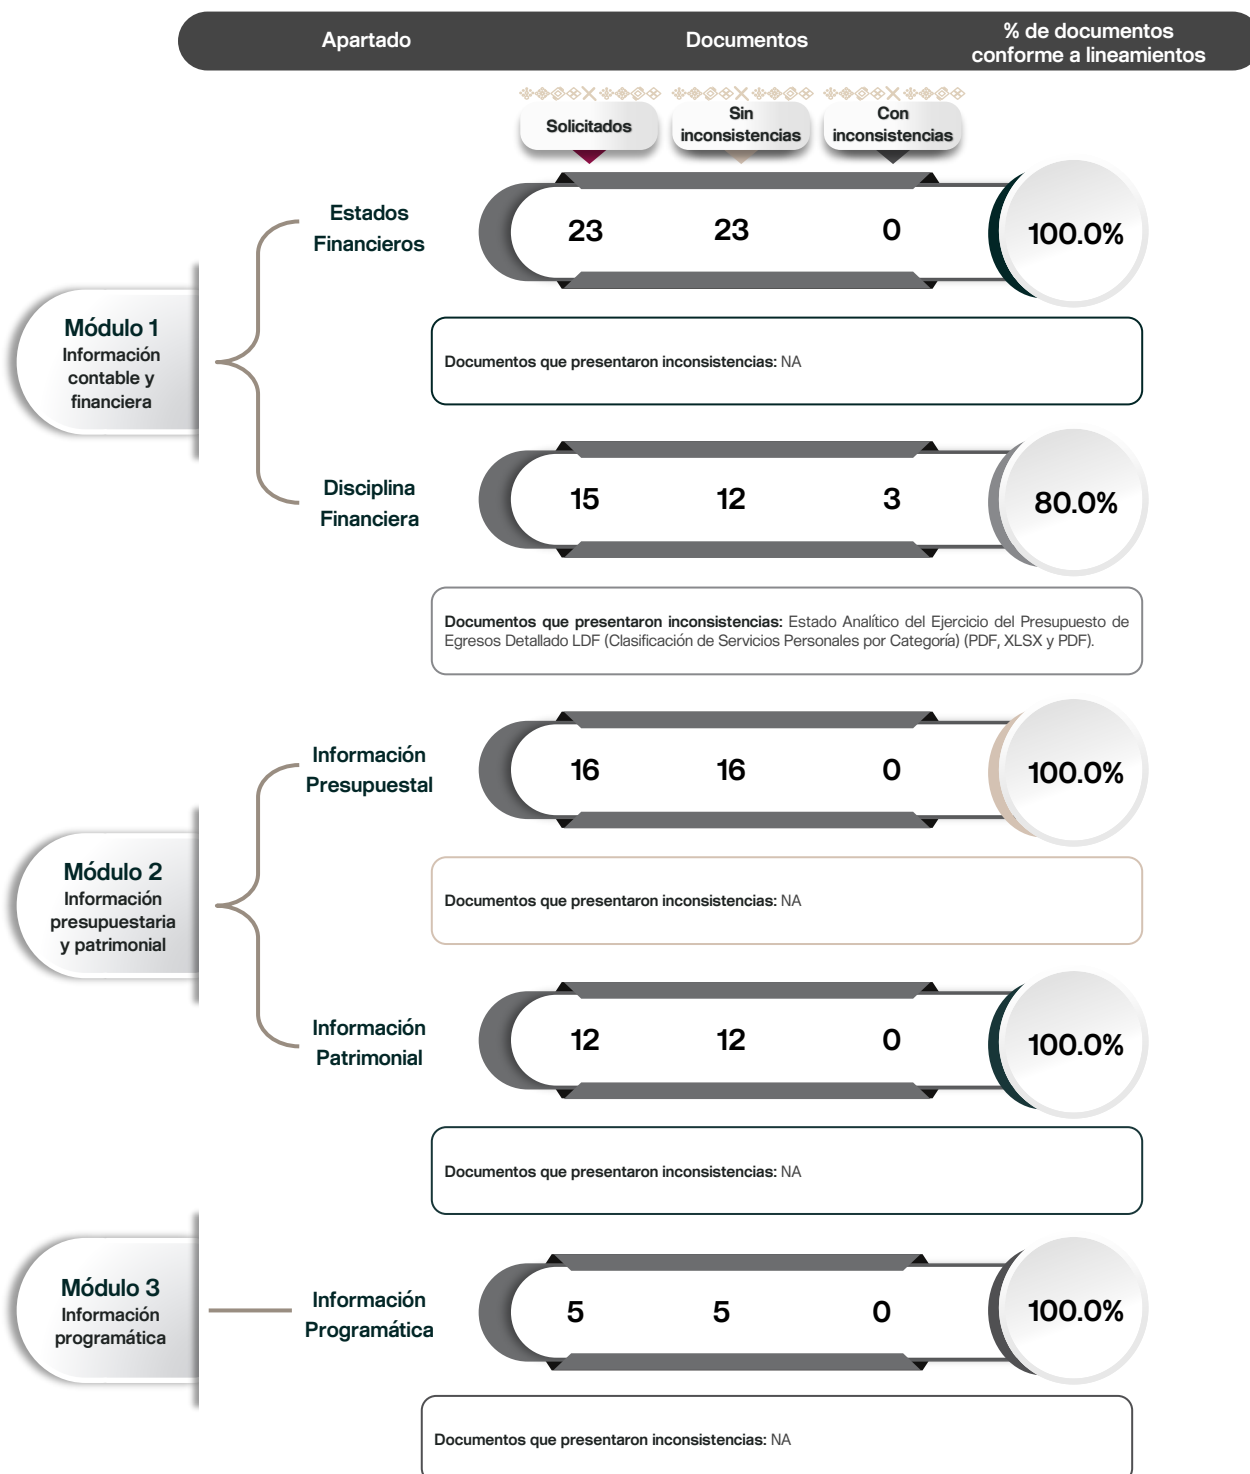 Apartado
Documentos
% de documentos
conforme a lineamientos
Solicitados
Sin
inconsistencias
Con
inconsistencias
Módulo 1
Información
contable y
financiera
Estados
Financieros
23 23 0 100.0%
Documentos que presentaron inconsistencias: NA
Disciplina
Financiera
15 12 3 80.0%
Documentos que presentaron inconsistencias: Estado Analítico del Ejercicio del Presupuesto de
Egresos Detallado LDF (Clasificación de Servicios Personales por Categoría) (PDF, XLSX y PDF).
Módulo 2
Información
presupuestaria
y patrimonial
Información
Presupuestal
16 16 0 100.0%
Documentos que presentaron inconsistencias: NA
Información
Patrimonial
12 12 0 100.0%
Documentos que presentaron inconsistencias: NA
Módulo 3
Información
programática
Información
Programática
5 5 0 100.0%
Documentos que presentaron inconsistencias: NA